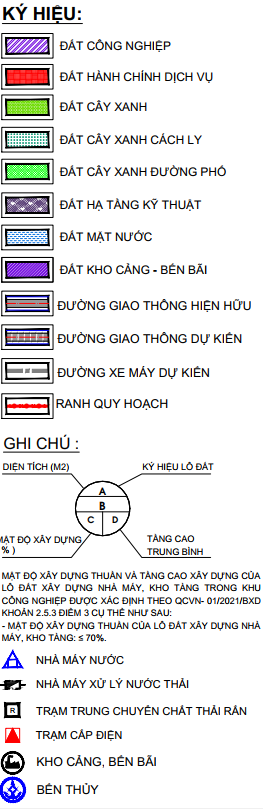 KÝ HIỆU:
ĐẤT CÔNG NGHIỆP
ĐẤT HÀNH CHÍNH DỊCH VỤ
ĐẤT CÂY XANH
ĐẤT CÂY XANH CÁCH LY
ĐẤT CÂY XANH ĐƯỜNG PHỐ
ĐẤT HẠ TẦNG KỸ THUẬT
ĐẤT MẶT NƯỚC
ĐẤT KHO CẢNG - BẾN BÃI
ĐƯỜNG GIAO THÔNG HIỆN HỮU
ĐƯỜNG GIAO THÔNG DỰ KIẾN
ĐƯỜNG XE MÁY DỰ KIẾN
RANH QUY HOẠCH
GHI CHÚ :
DIỆN TÍCH (M2)
KÝ HIỆU LÔ ĐẤT
A
B
C D
MẬT ĐỘ XÂY DỰNG
% )
TẦNG CAO
TRUNG BÌNH
MẬT ĐỘ XÂY DỰNG THUẦN VÀ TẦNG CAO XÂY DỰNG CỦA
LÔ ĐẤT XÂY DỰNG NHÀ MÁY, KHO TÀNG TRONG KHU
CÔNG NGHIỆP ĐƯỢC XÁC ĐỊNH THEO QCVN- 01/2021/BXD
KHOẢN 2.5.3 ĐIỂM 3 CỤ THỂ NHƯ SAU:
- MẬT ĐỘ XÂY DỰNG THUẦN CỦA LÔ ĐẤT XÂY DỰNG NHÀ
MÁY, KHO TÀNG: ≤ 70%.
NHÀ MÁY NƯỚC
NHÀ MÁY XỬ LÝ NƯỚC THẢI
R TRẠM TRUNG CHUYỂN CHẤT THẢI RẮN
TRẠM CẤP ĐIỆN
KHO CẢNG, BẾN BÃI
BẾN THỦY